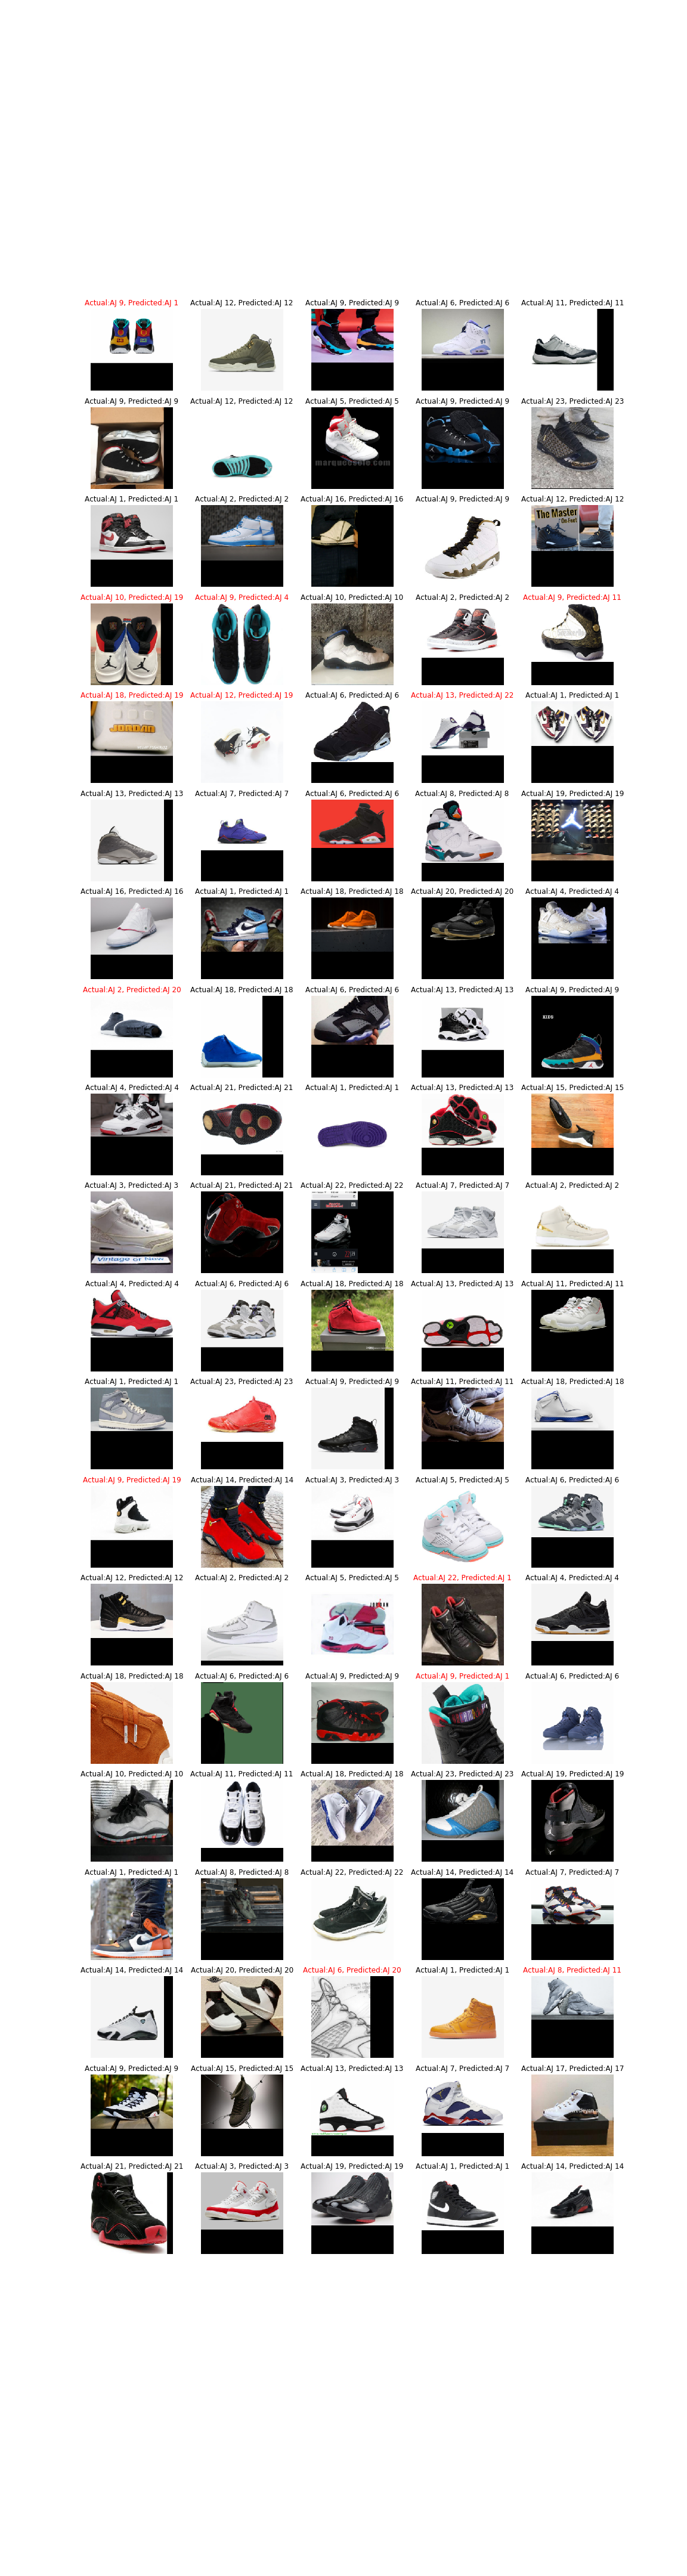 Actual:AJ 9, Predicted:AJ 1 Actual:AJ 12, Predicted:AJ 12 Actual:AJ 9, Predicted:AJ 9 Actual:AJ 6, Predicted:AJ 6 Actual:AJ 11, Predicted:AJ 11
Actual:AJ 9, Predicted:AJ 9 Actual:AJ 12, Predicted:AJ 12 Actual:AJ 5, Predicted:AJ 5 Actual:AJ 9, Predicted:AJ 9 Actual:AJ 23, Predicted:AJ 23
marqueesole com
Actual:AJ 1, Predicted:AJ 1 Actual:AJ 2, Predicted:AJ 2 Actual:AJ 16, Predicted:AJ 16 Actual:AJ 9, Predicted:AJ 9 Actual:AJ 12, Predicted:AJ 12
The Master
On Feet
Actual:AJ 10, Predicted:AJ 19 Actual:AJ 9, Predicted:AJ 4 Actual:AJ 10, Predicted:AJ 10 Actual:AJ 2, Predicted:AJ 2 Actual:AJ 9, Predicted:AJ 11
Actual:AJ 18, Predicted:AJ 19 Actual:AJ 12, Predicted:AJ 19 Actual:AJ 6, Predicted:AJ 6 Actual:AJ 13, Predicted:AJ 22 Actual:AJ 1, Predicted:AJ 1
JORDAN
Actual:AJ 13, Predicted:AJ 13 Actual:AJ 7, Predicted:AJ 7 Actual:AJ 6, Predicted:AJ 6 Actual:AJ 8, Predicted:AJ 8 Actual:AJ 19, Predicted:AJ 19
Actual:AJ 16, Predicted:AJ 16 Actual:AJ 1, Predicted:AJ 1 Actual:AJ 18, Predicted:AJ 18 Actual:AJ 20, Predicted:AJ 20 Actual:AJ 4, Predicted:AJ 4
Actual:AJ 2, Predicted:AJ 20 Actual:AJ 18, Predicted:AJ 18 Actual:AJ 6, Predicted:AJ 6 Actual:AJ 13, Predicted:AJ 13 Actual:AJ 9, Predicted:AJ 9
KIDS
Actual:AJ 4, Predicted:AJ 4 Actual:AJ 21, Predicted:AJ 21 Actual:AJ 1, Predicted:AJ 1 Actual:AJ 13, Predicted:AJ 13 Actual:AJ 15, Predicted:AJ 15
Actual:AJ 3, Predicted:AJ 3 Actual:AJ 21, Predicted:AJ 21 Actual:AJ 22, Predicted:AJ 22 Actual:AJ 7, Predicted:AJ 7 Actual:AJ 2, Predicted:AJ 2
Vintage or New
Actual:AJ 4, Predicted:AJ 4 Actual:AJ 6, Predicted:AJ 6 Actual:AJ 18, Predicted:AJ 18 Actual:AJ 13, Predicted:AJ 13 Actual:AJ 11, Predicted:AJ 11
Actual:AJ 1, Predicted:AJ 1 Actual:AJ 23, Predicted:AJ 23 Actual:AJ 9, Predicted:AJ 9 Actual:AJ 11, Predicted:AJ 11 Actual:AJ 18, Predicted:AJ 18
Actual:AJ 9, Predicted:AJ 19 Actual:AJ 14, Predicted:AJ 14 Actual:AJ 3, Predicted:AJ 3 Actual:AJ 5, Predicted:AJ 5 Actual:AJ 6, Predicted:AJ 6
Actual:AJ 12, Predicted:AJ 12 Actual:AJ 2, Predicted:AJ 2 Actual:AJ 5, Predicted:AJ 5 Actual:AJ 22, Predicted:AJ 1 Actual:AJ 4, Predicted:AJ 4
Actual:AJ 18, Predicted:AJ 18 Actual:AJ 6, Predicted:AJ 6 Actual:AJ 9, Predicted:AJ 9 Actual:AJ 9, Predicted:AJ 1 Actual:AJ 6, Predicted:AJ 6
Actual:AJ 10, Predicted:AJ 10 Actual:AJ 11, Predicted:AJ 11 Actual:AJ 18, Predicted:AJ 18 Actual:AJ 23, Predicted:AJ 23 Actual:AJ 19, Predicted:AJ 19
Actual:AJ 1, Predicted:AJ 1 Actual:AJ 8, Predicted:AJ 8 Actual:AJ 22, Predicted:AJ 22 Actual:AJ 14, Predicted:AJ 14 Actual:AJ 7, Predicted:AJ 7
Actual:AJ 14, Predicted:AJ 14 Actual:AJ 20, Predicted:AJ 20 Actual:AJ 6, Predicted:AJ 20 Actual:AJ 1, Predicted:AJ 1 Actual:AJ 8, Predicted:AJ 11
Actual:AJ 9, Predicted:AJ 9 Actual:AJ 15, Predicted:AJ 15 Actual:AJ 13, Predicted:AJ 13 Actual:AJ 7, Predicted:AJ 7 Actual:AJ 17, Predicted:AJ 17
Actual:AJ 21, Predicted:AJ 21 Actual:AJ 3, Predicted:AJ 3 Actual:AJ 19, Predicted:AJ 19 Actual:AJ 1, Predicted:AJ 1 Actual:AJ 14, Predicted:AJ 14